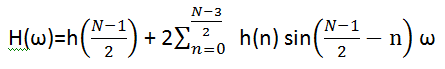 H(ω)=h((N−1)/2) + 2∑_{n=0}^{(N−3)/2} h(n) sin((N−1)/2 − n) ω